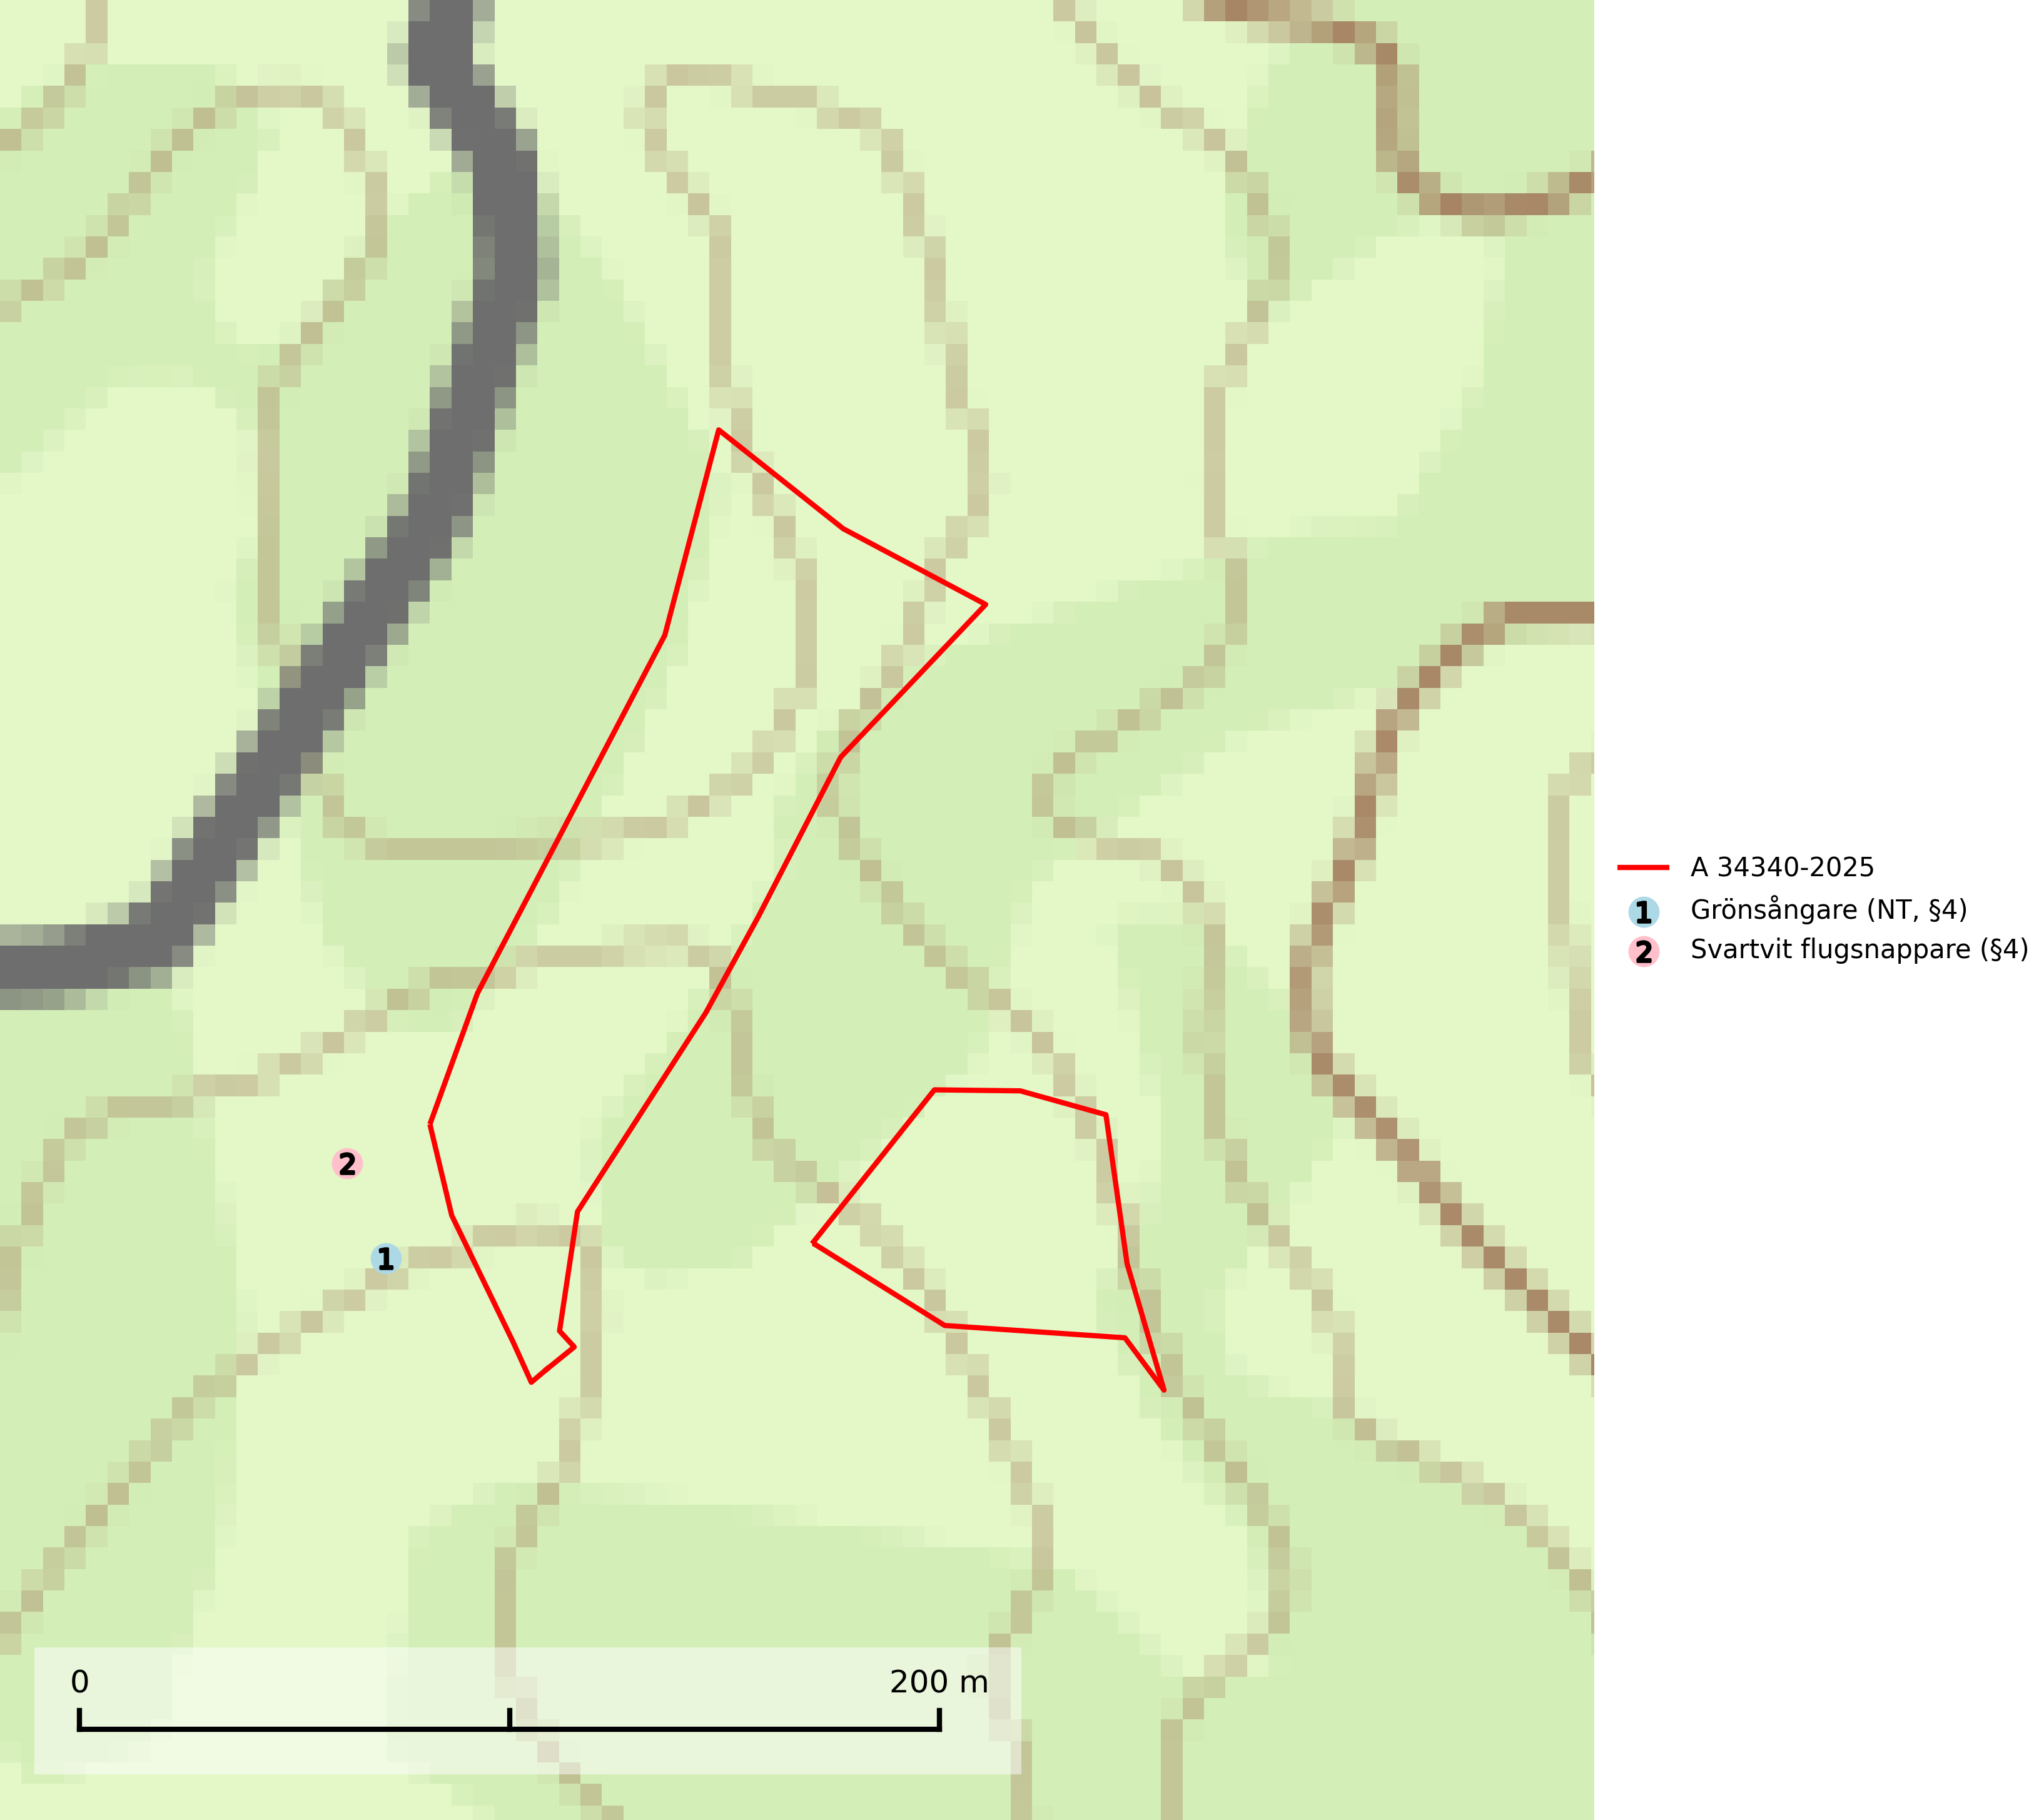 A 34340-2025
1 Grönsångare (NT, §4)
2 Svartvit flugsnappare (§4)
2
1
0 200 m